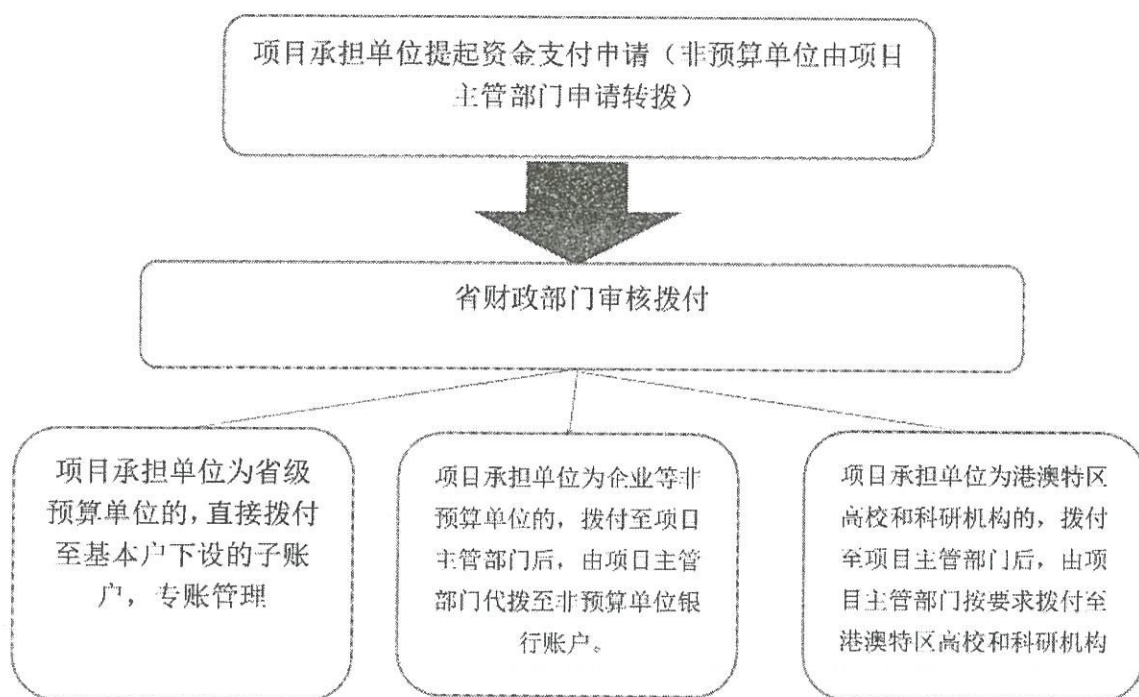 项目承担单位提起资金支付申请（非预算单位由项目
主管部门申请转拨）
省财政部门审核拨付
项目承担单位为省级
预算单位的，直接拨付
至基本户下设的子账
户，专账管理
项目承担单位为企业等非
预算单位的，拨付至项目
主管部门后，由项目主管
部门代拨至非预算单位银
行账户。
项目承担单位为港澳特区
高校和科研机构的，拨付
至项目主管部门后，由项
目主管部门按要求拨付至
港澳特区高校和科研机构